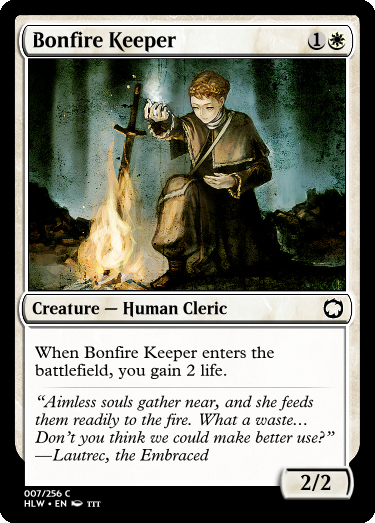 Bonfire Keeper 1
Creature — Human Cleric
When Bonfire Keeper enters the
battlefield, you gain 2 life.
“Aimless souls gather near, and she feeds
them readily to the fire. What a waste…
Don’t you think we could make better use?”
—Lautrec, the Embraced
2/2
007/256 C
HLW • EN TTT